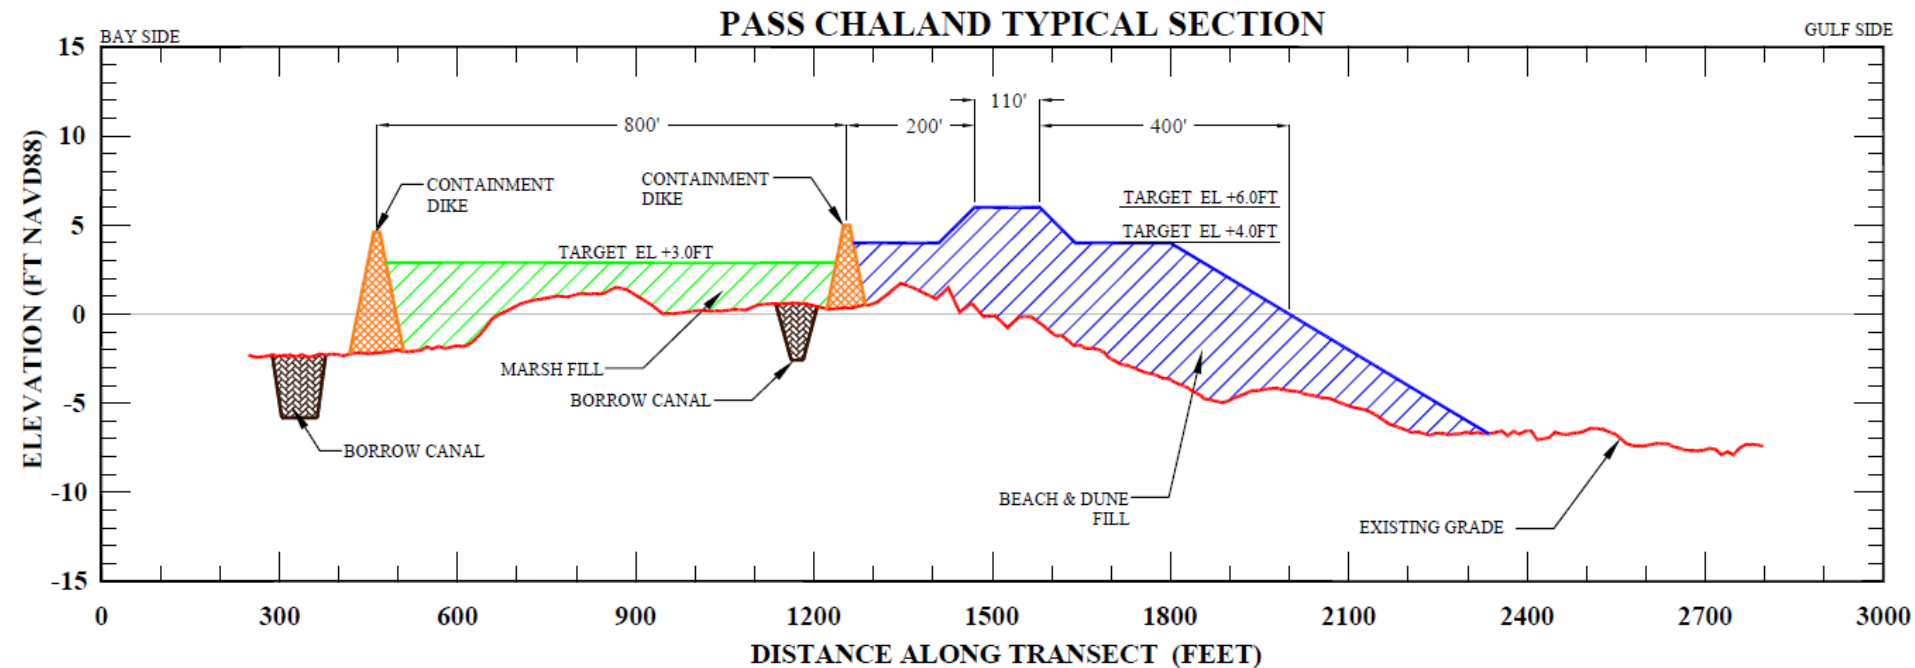 PASS CHALAND TYPICAL SECTION
BAY SIDE
GULF SIDE
15
10
5
0
-5
-10
-15
ELEVATION (FT NAVD88)
110'
800'
200'
400'
CONTAINMENT
DIKE
CONTAINMENT
DIKE
TARGET EL +6.0FT
TARGET EL +4.0FT
TARGET EL +3.0FT
MARSH FILL
BORROW CANAL
BORROW CANAL
BEACH & DUNE
FILL
EXISTING GRADE
0 300 600 900 1200 1500 1800 2100 2400 2700 3000
DISTANCE ALONG TRANSECT (FEET)